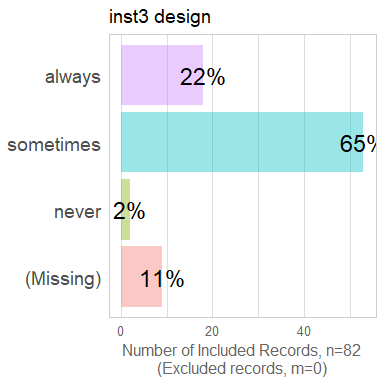 inst3 design
always
22%
sometimes
65%
never
2%
(Missing)
11%
0 20 40
Number of Included Records, n=82
(Excluded records, m=0)